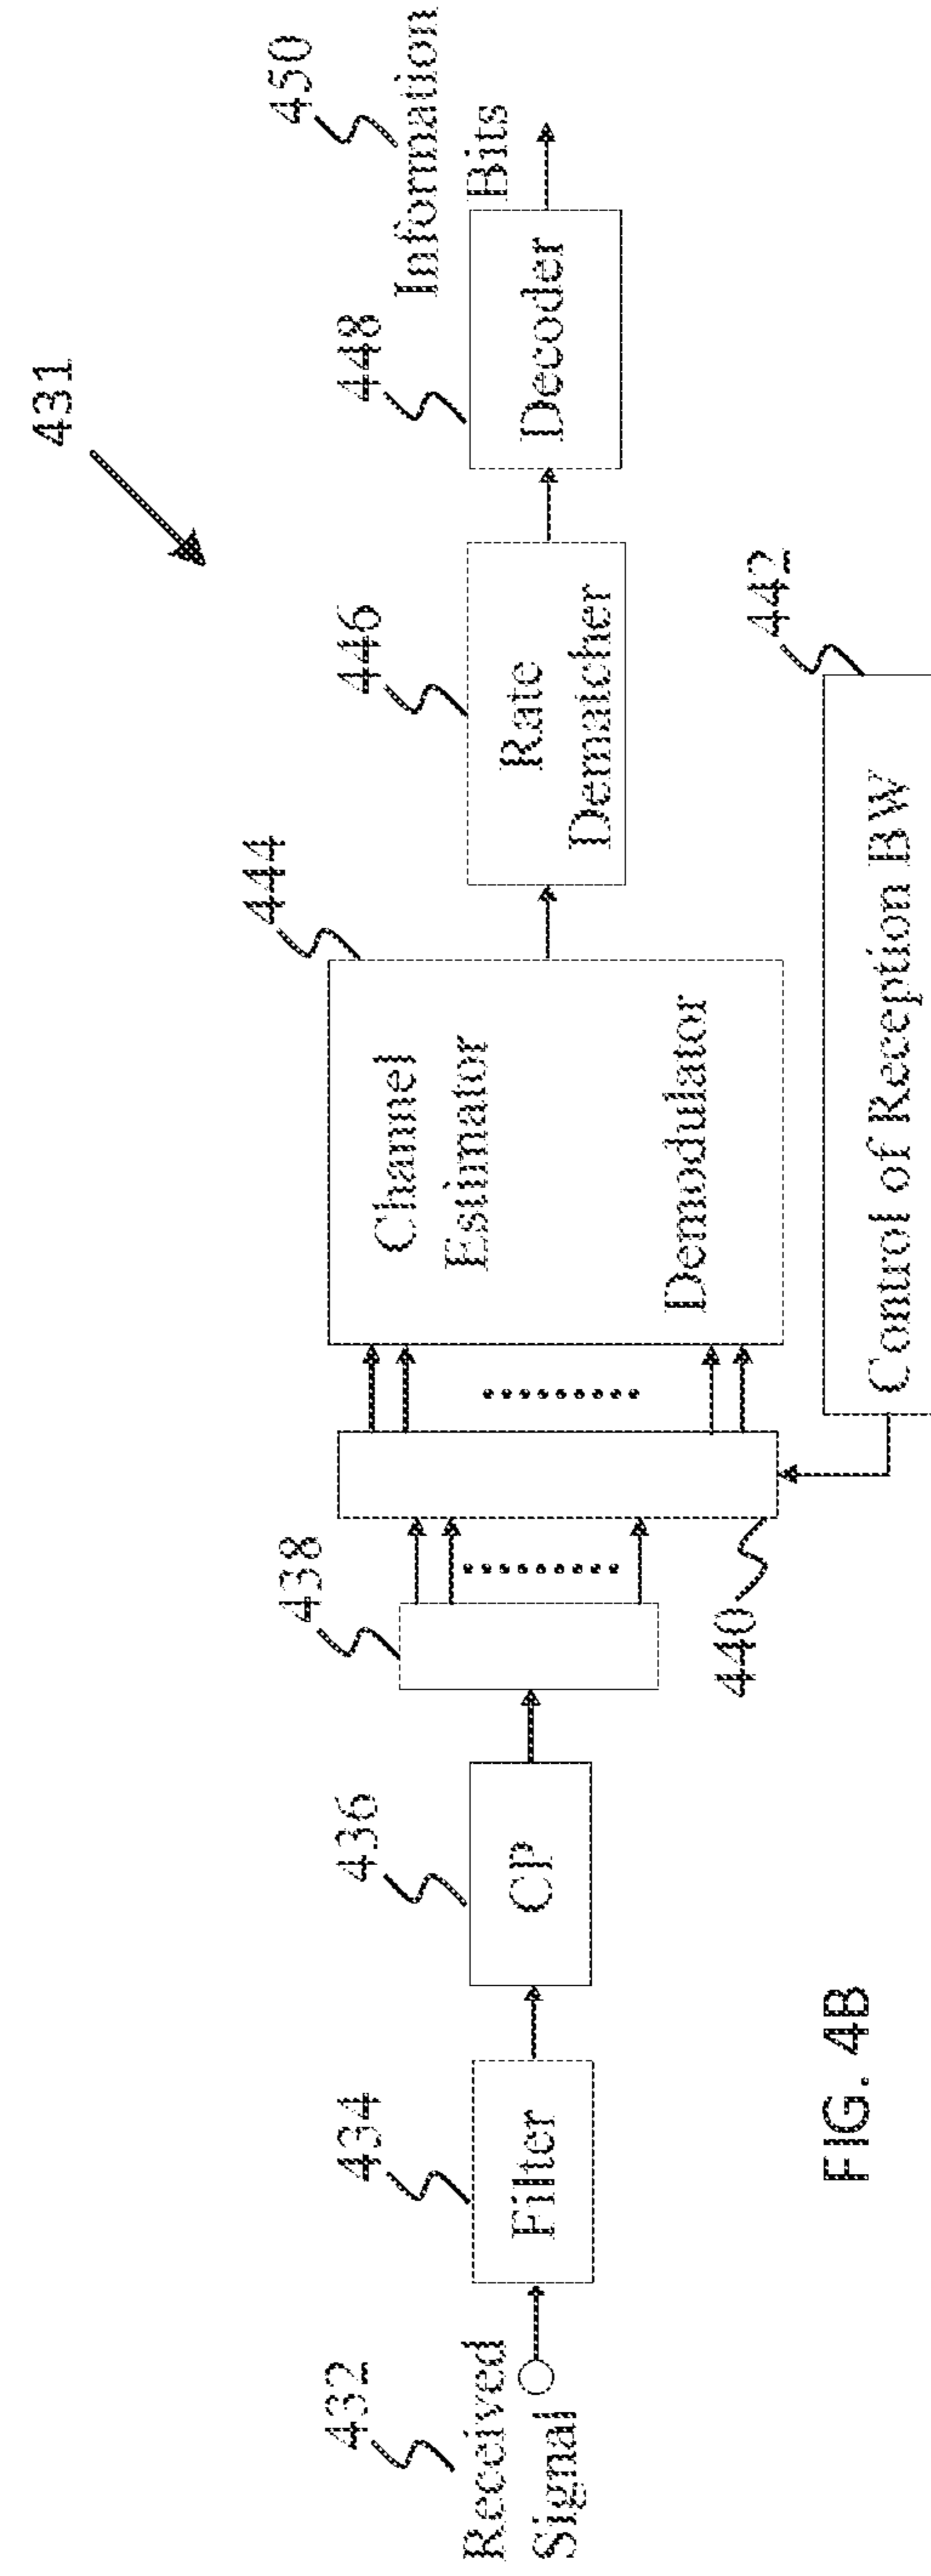 431
432
Received
Signal
434
Filter
436
CP
438
440
444
Channel
Estimator
Demodulator
446
Rate
Dematcher
448
Decoder
450
Information
Bits
442
Control of Reception BW
FIG. 4B